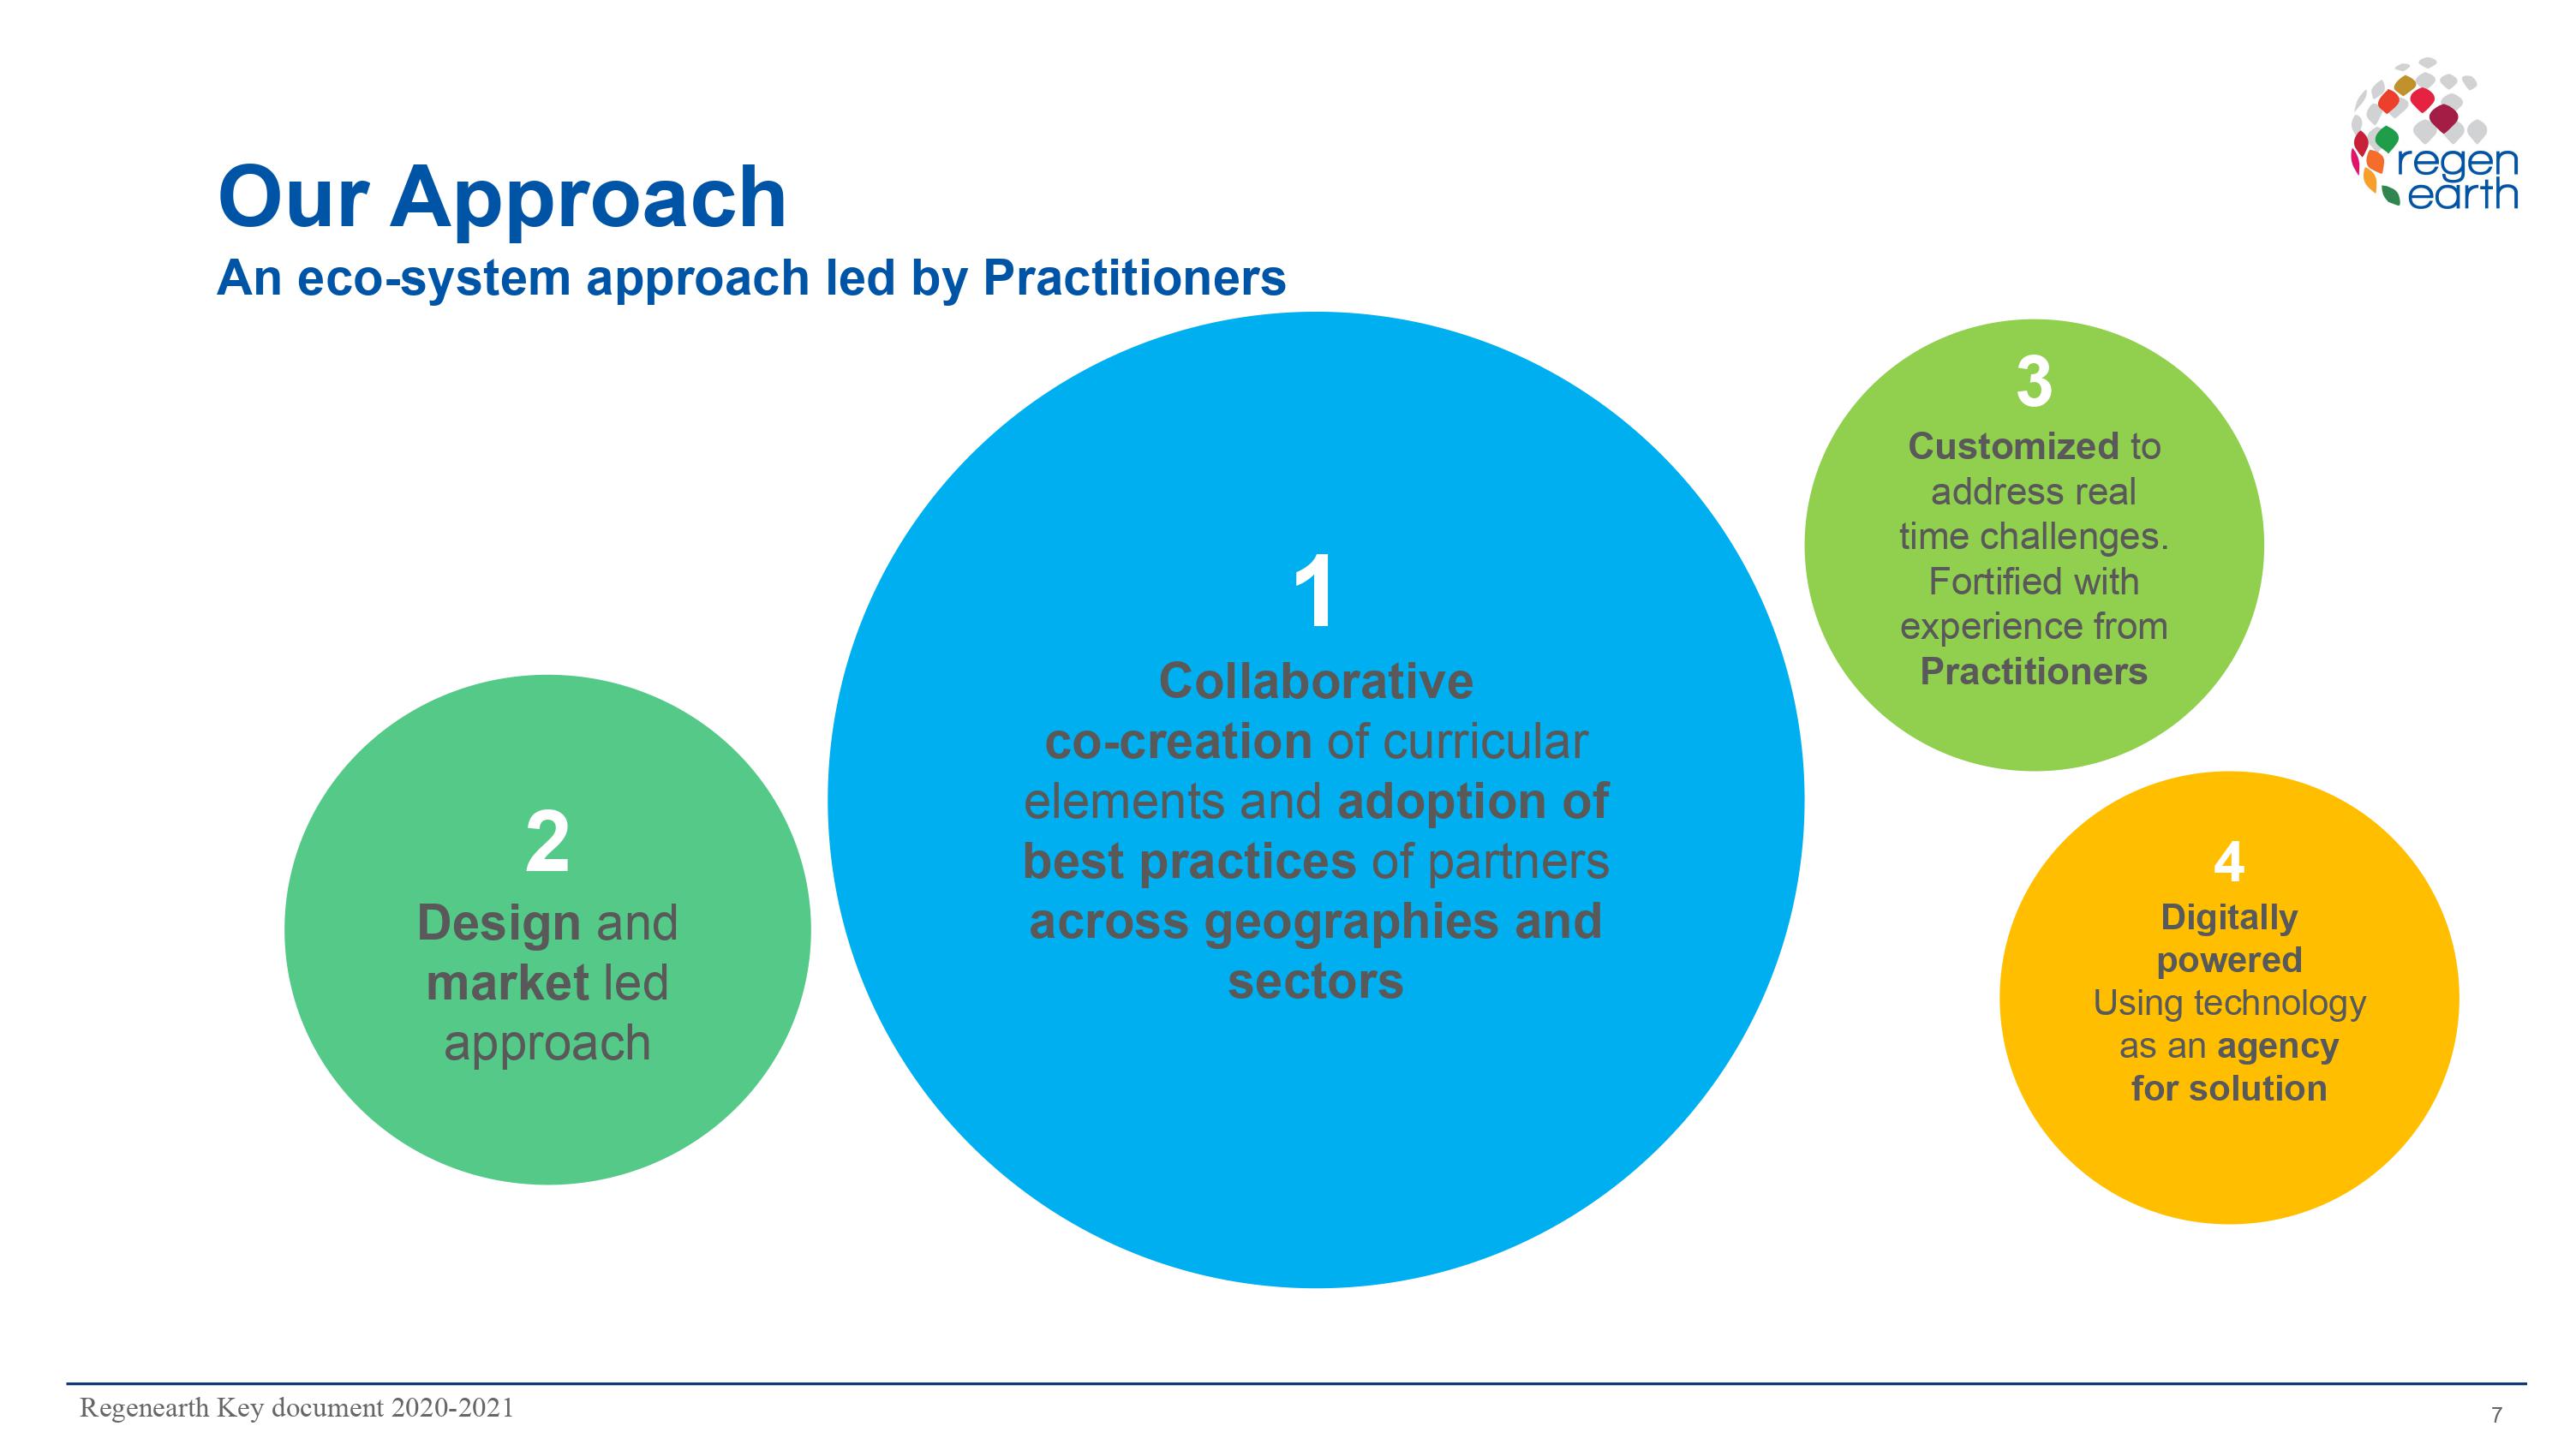 regen
earth
Our Approach
An eco-system approach led by Practitioners
1
Collaborative
co-creation of curricular
elements and adoption of
best practices of partners
across geographies and
sectors
2
Design and
market led
approach
3
Customized to
address real
time challenges.
Fortified with
experience from
Practitioners
4
Digitally
powered
Using technology
as an agency
for solution
Regenearth Key document 2020-2021
7